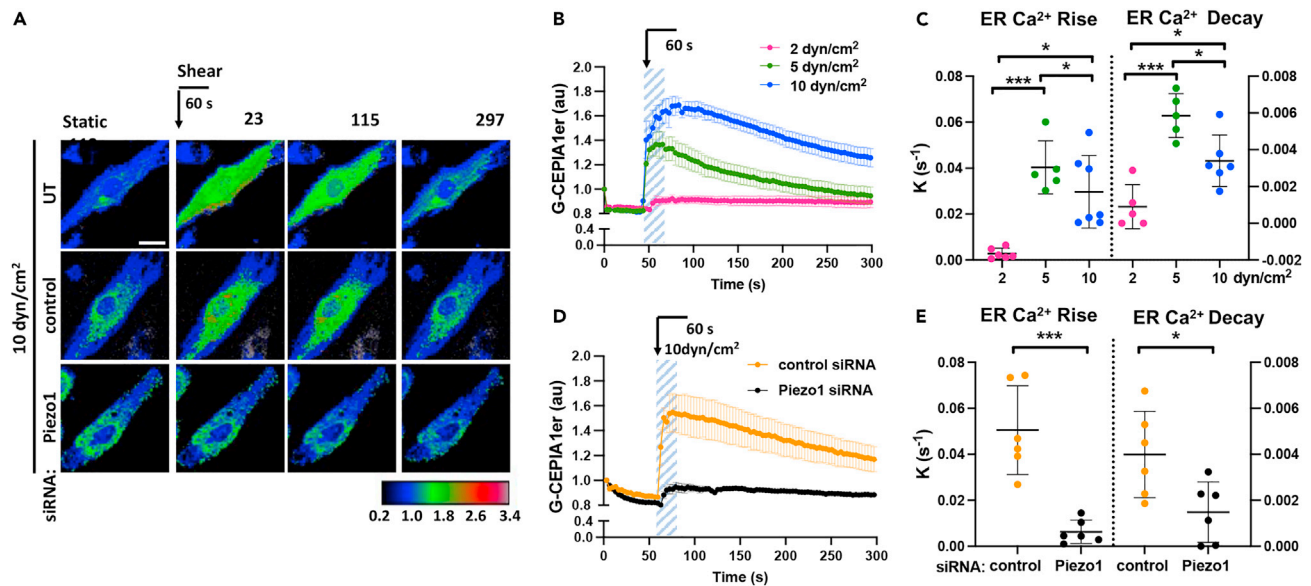 A
Shear
60 s
Static
23
115
297
UT
control
Piezo1
10 dyn/cm²
siRNA:
0.2 1.0 1.8 2.6 3.4
B
60 s
2 dyn/cm²
5 dyn/cm²
10 dyn/cm²
G-CEPIA1er (au)
2.0
1.8
1.6
1.4
1.2
1.0
0.8
0.4
0.0
0 50 100 150 200 250 300
Time (s)
C
ER Ca²⁺ Rise
ER Ca²⁺ Decay
* *
*** * *** *
K (s⁻¹)
0.08
0.06
0.04
0.02
0.00
0.008
0.006
0.004
0.002
0.000
-0.002
2 5 10 2 5 10 dyn/cm²
D
60 s
10dyn/cm²
control siRNA
Piezo1 siRNA
G-CEPIA1er (au)
2.0
1.8
1.6
1.4
1.2
1.0
0.8
0.4
0.0
0 50 100 150 200 250 300
Time (s)
E
ER Ca²⁺ Rise
ER Ca²⁺ Decay
*** *
K (s⁻¹)
0.08
0.06
0.04
0.02
0.00
0.008
0.006
0.004
0.002
0.000
siRNA: control Piezo1 control Piezo1